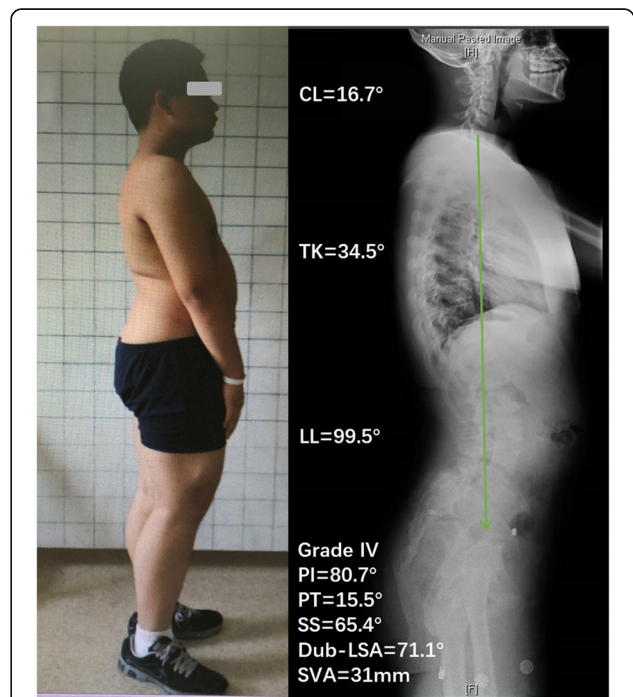 Manual Pasted Image
[H]
CL=16.7°
TK=34.5°
LL=99.5°
Grade IV
PI=80.7°
PT=15.5°
SS=65.4°
Dub-LSA=71.1°
SVA=31mm
[F]